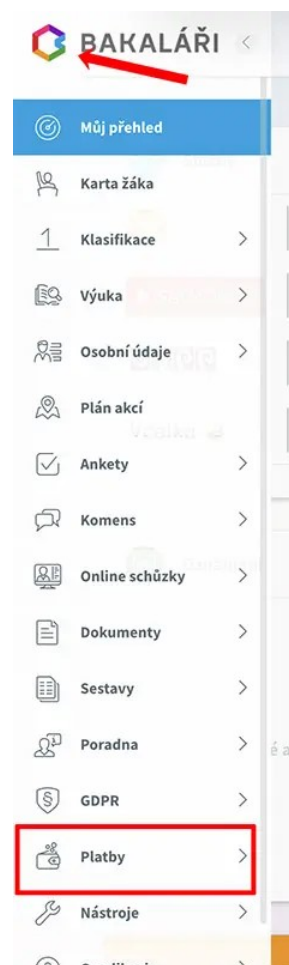 BAKALÁŘI
Můj přehled
Karta žáka
1 Klasifikace
Výuka
Osobní údaje
Plán akcí
Ankety
Komens
Online schůzky
Dokumenty
Sestavy
Poradna
§ GDPR
Platby
Nástroje